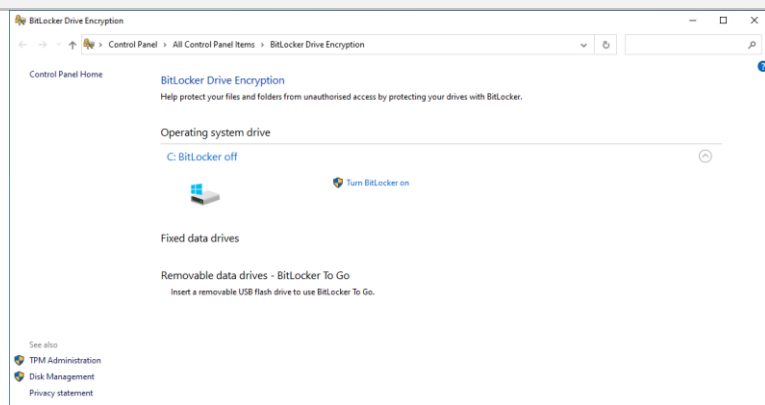 BitLocker Drive Encryption
Control Panel > All Control Panel Items > BitLocker Drive Encryption
Control Panel Home
BitLocker Drive Encryption
Help protect your files and folders from unauthorised access by protecting your drives with BitLocker.
Operating system drive
C: BitLocker off
Turn BitLocker on
Fixed data drives
Removable data drives - BitLocker To Go
Insert a removable USB flash drive to use BitLocker To Go.
See also
TPM Administration
Disk Management
Privacy statement